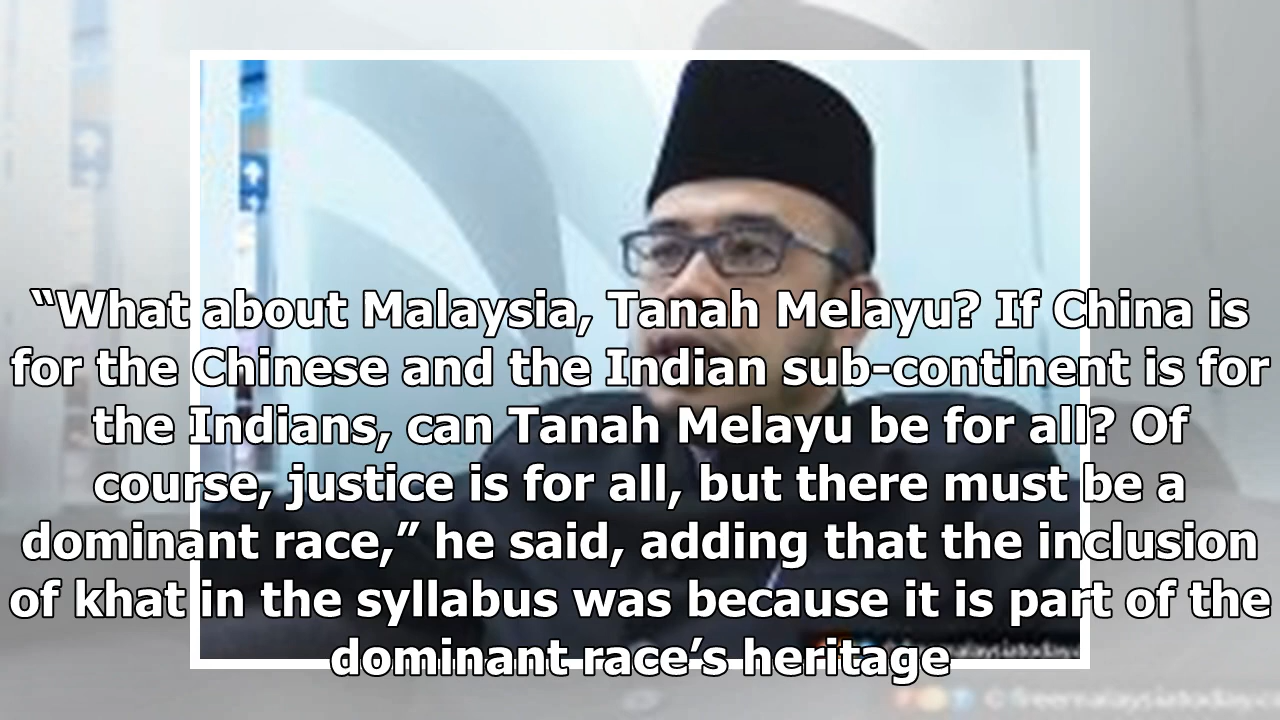 “What about Malaysia, Tanah Melayu? If China is
for the Chinese and the Indian sub-continent is for
the Indians, can Tanah Melayu be for all? Of
course, justice is for all, but there must be a
dominant race,” he said, adding that the inclusion
of khat in the syllabus was because it is part of the
dominant race’s heritage
© freemalaysiatoday.c